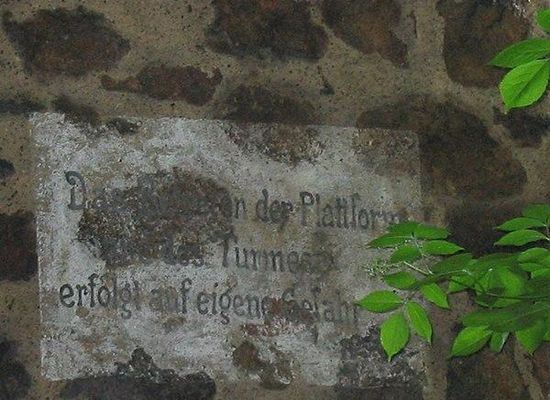 der Plattform
des Turmes
erfolgt auf eigene Gefahr